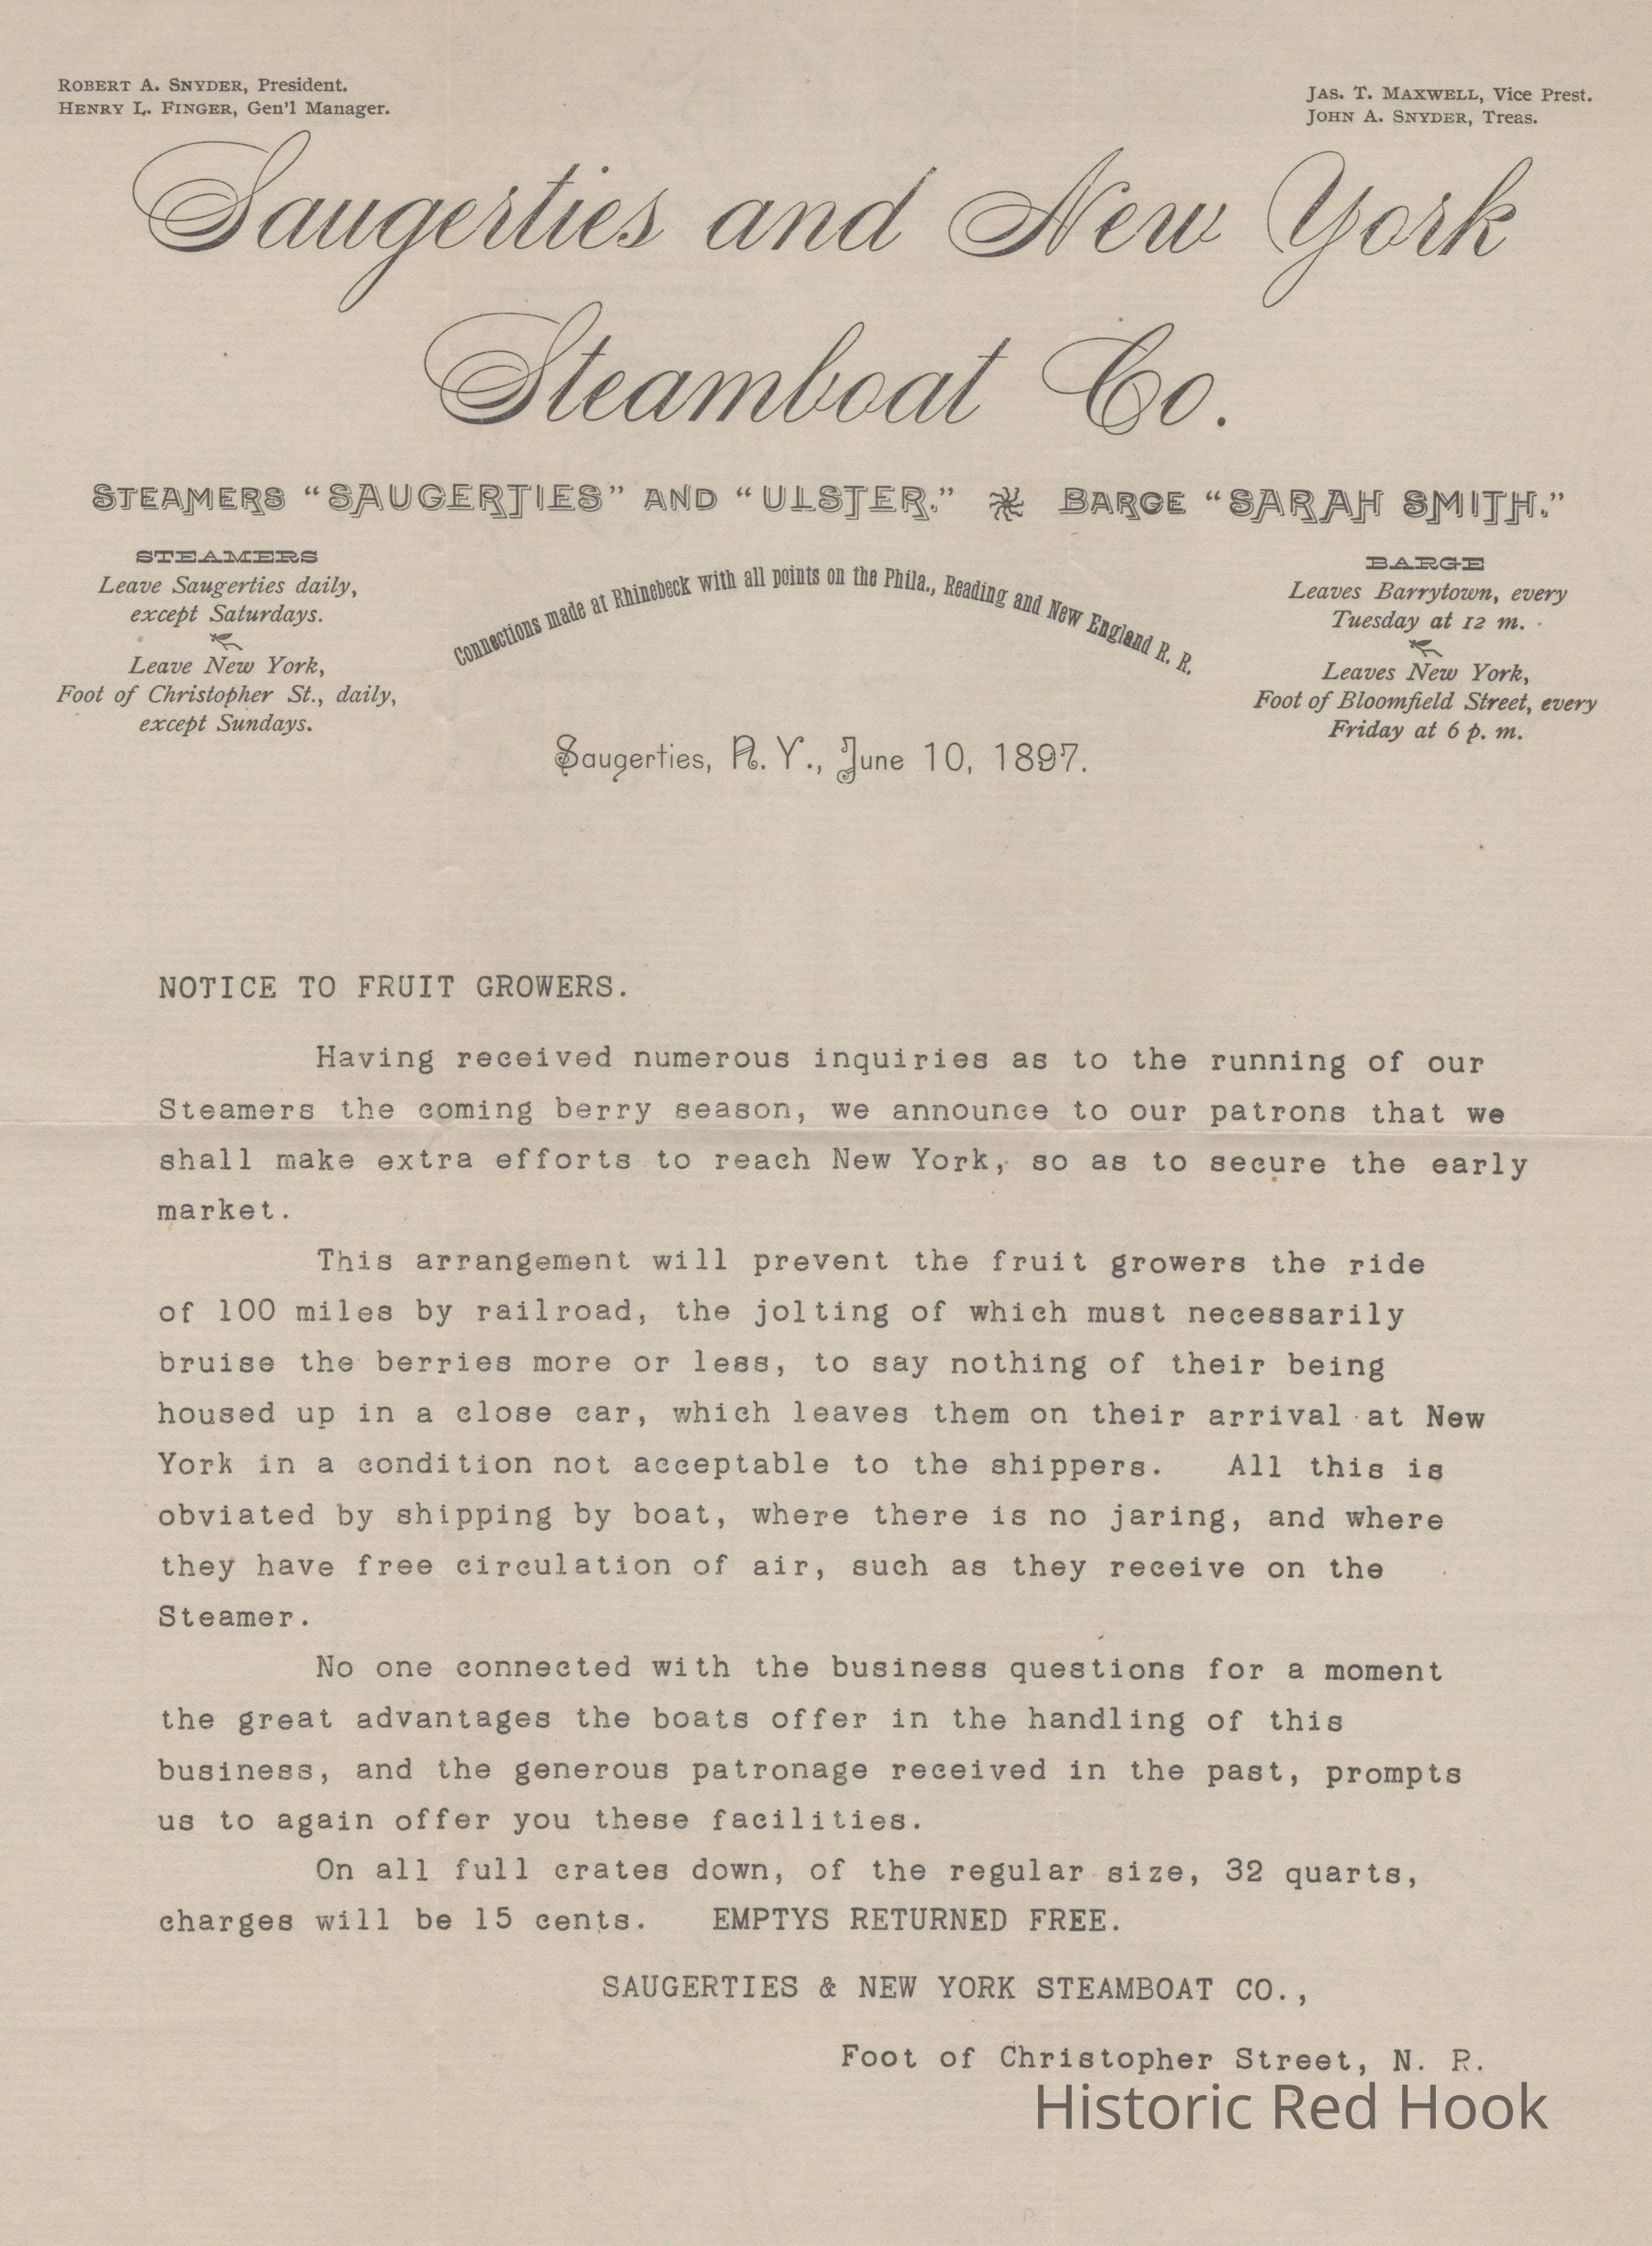 ROBERT A. SNYDER, President.
HENRY L. FINGER, Gen'l Manager.
JAS. T. MAXWELL, Vice Prest.
JOHN A. SNYDER, Treas.
Saugerties and New York
Steamboat Co.
STEAMERS “SAUGERTIES” AND “ULSTER.” BARGE “SARAH SMITH.”
STEAMERS
Leave Saugerties daily,
except Saturdays.
Leave New York,
Foot of Christopher St., daily,
except Sundays.
Connections made at Rhinebeck with all points on the Phila., Reading and New England R. R.
BARGE
Leaves Barrytown, every
Tuesday at 12 m.
Leaves New York,
Foot of Bloomfield Street, every
Friday at 6 p. m.
Saugerties, N. Y., June 10, 1897.
NOTICE TO FRUIT GROWERS.
Having received numerous inquiries as to the running of our
Steamers the coming berry season, we announce to our patrons that we
shall make extra efforts to reach New York, so as to secure the early
market.
This arrangement will prevent the fruit growers the ride
of 100 miles by railroad, the jolting of which must necessarily
bruise the berries more or less, to say nothing of their being
housed up in a close car, which leaves them on their arrival at New
York in a condition not acceptable to the shippers. All this is
obviated by shipping by boat, where there is no jaring, and where
they have free circulation of air, such as they receive on the
Steamer.
No one connected with the business questions for a moment
the great advantages the boats offer in the handling of this
business, and the generous patronage received in the past, prompts
us to again offer you these facilities.
On all full crates down, of the regular size, 32 quarts,
charges will be 15 cents. EMPTYS RETURNED FREE.
SAUGERTIES & NEW YORK STEAMBOAT CO.,
Foot of Christopher Street, N. R.
Historic Red Hook